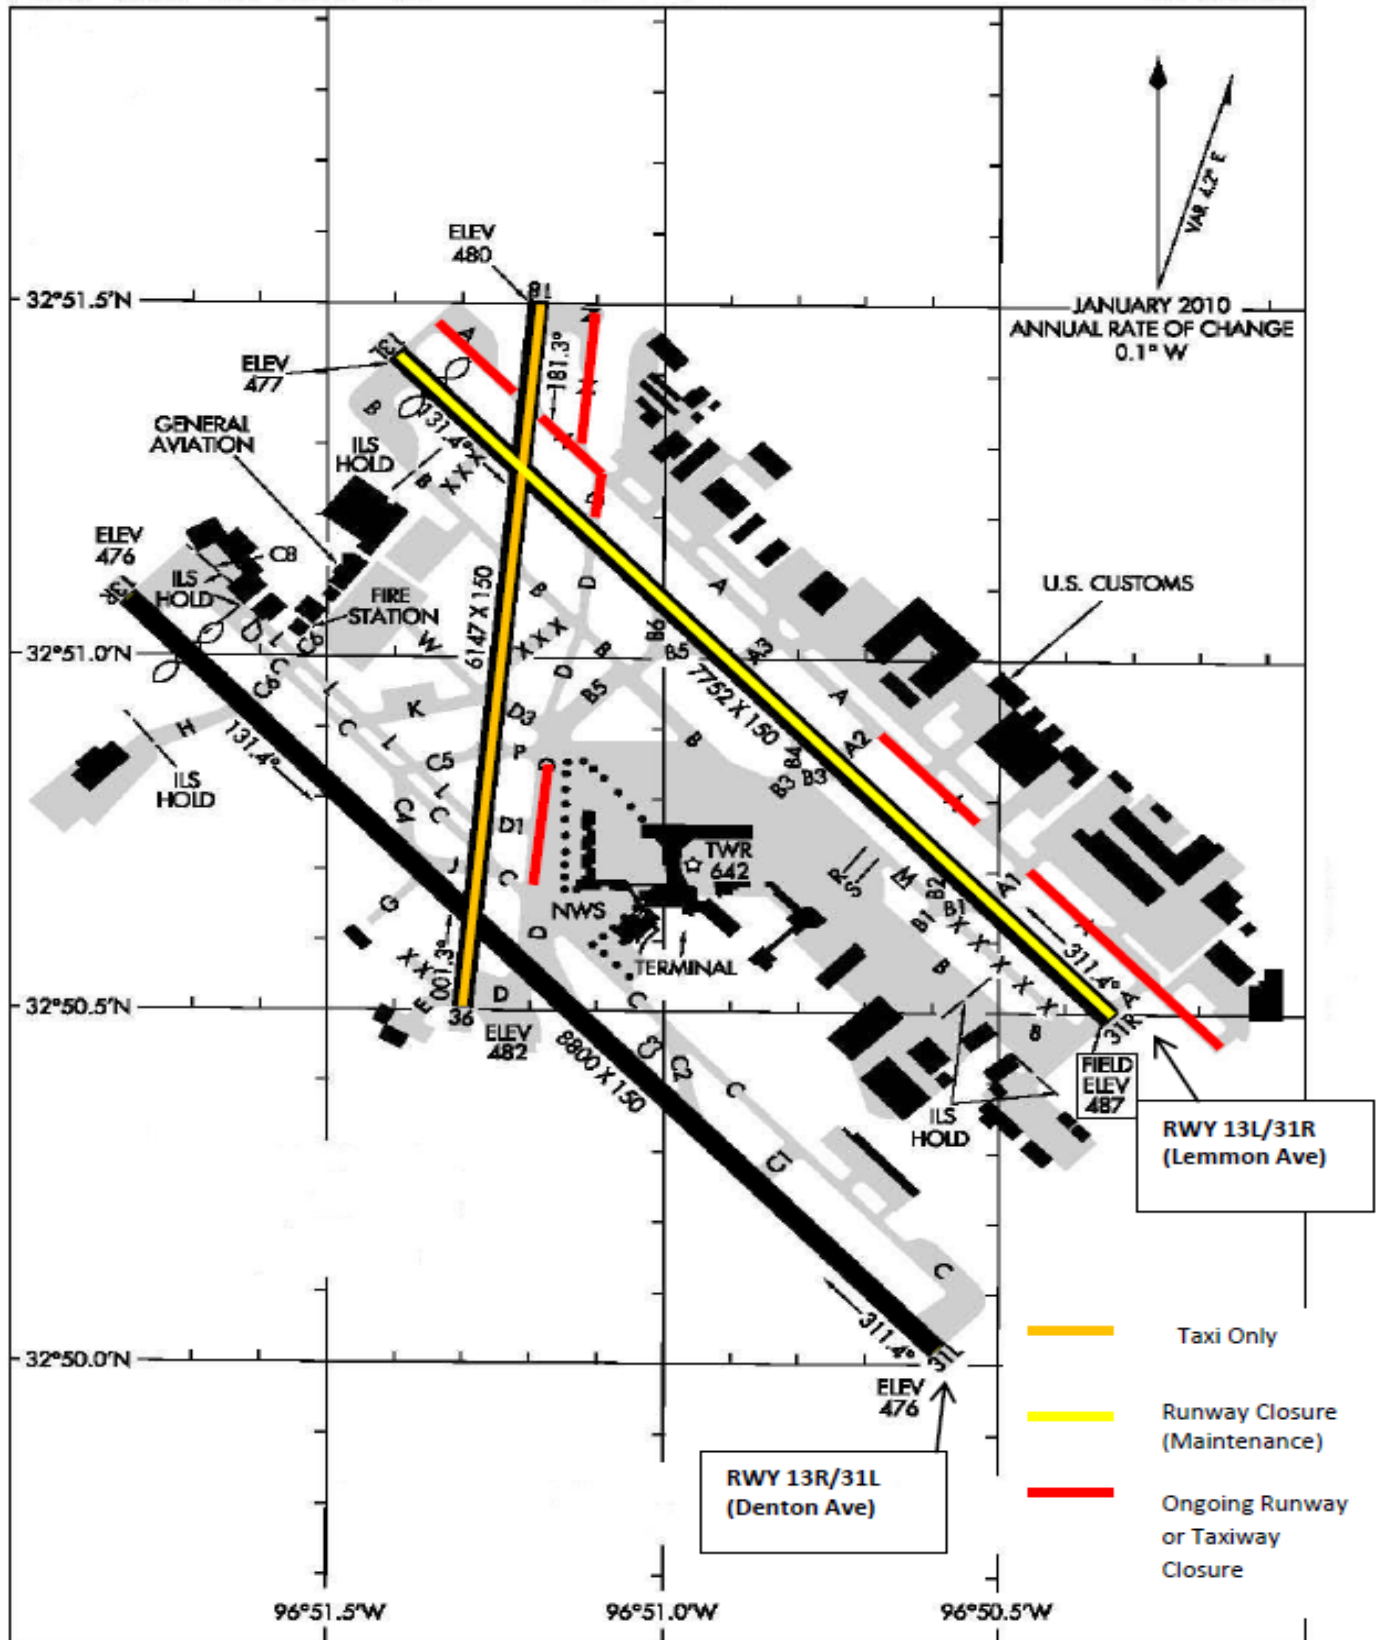 VAR 4.2° E
JANUARY 2010
ANNUAL RATE OF CHANGE
0.1° W
32°51.5'N
ELEV
480
18
ELEV
477
13L
A
N
N
181.3°
B
131.4°
GENERAL
AVIATION
ILS
HOLD
B
X X X
A
D
ELEV
476
13R
C8
ILS
HOLD
FIRE
STATION
D
L
C
C9
U.S. CUSTOMS
32°51.0'N
6147 X 150
W
X X X
B
D
B
D
B6
B5
B5
A
A3
A
7752 X 150
C6
L
H
131.4°
C
L
K
C5
L
C
C4
D3
P
D1
B
B4
B3
B3
A2
A
ILS
HOLD
J
C
G
TWR
642
NWS
TERMINAL
S
R
M
B2
B1
B1
A1
A
311.4°
X X X X X
B
B
D
X X
E
001.3°
D
C
32°50.5'N
36
ELEV
482
8800 X 150
C3
C2
C
C1
C
31R
A
FIELD
ELEV
487
ILS
HOLD
RWY 13L/31R
(Lemmon Ave)
311.4°
31L
32°50.0'N
ELEV
476
RWY 13R/31L
(Denton Ave)
Taxi Only
Runway Closure
(Maintenance)
Ongoing Runway
or Taxiway
Closure
96°51.5'W
96°51.0'W
96°50.5'W